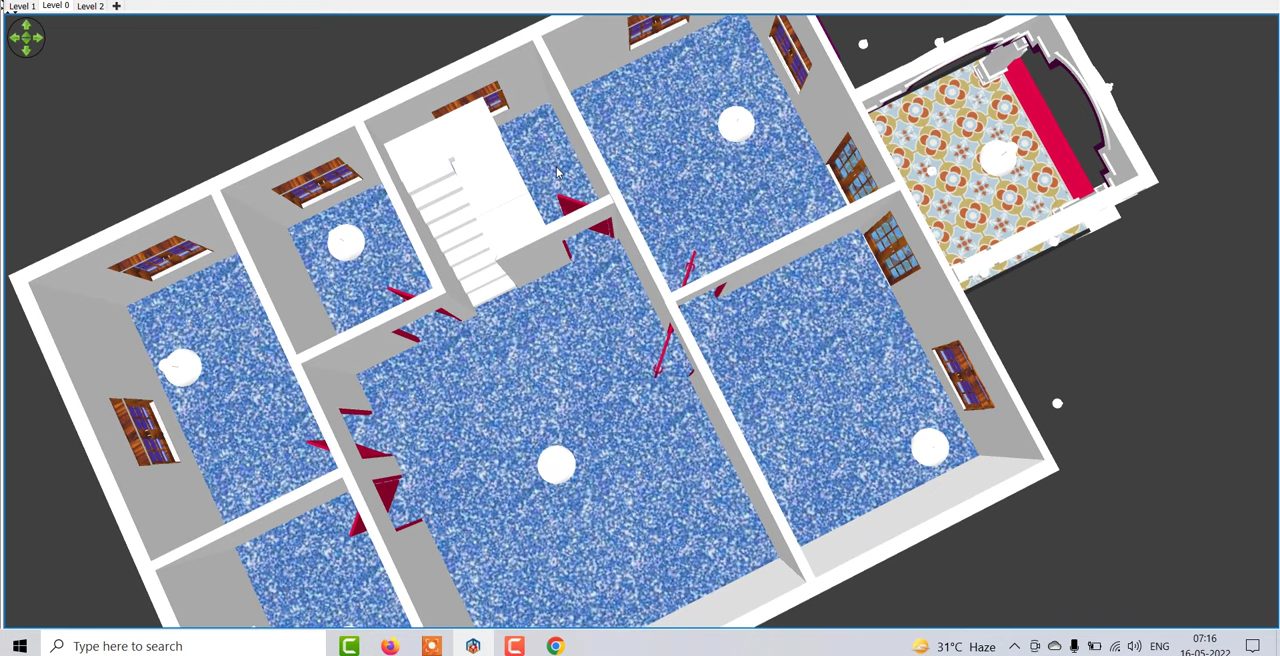 Level 1 Level 0 Level 2
Type here to search
31°C Haze
ENG
07:16
16-05-2022